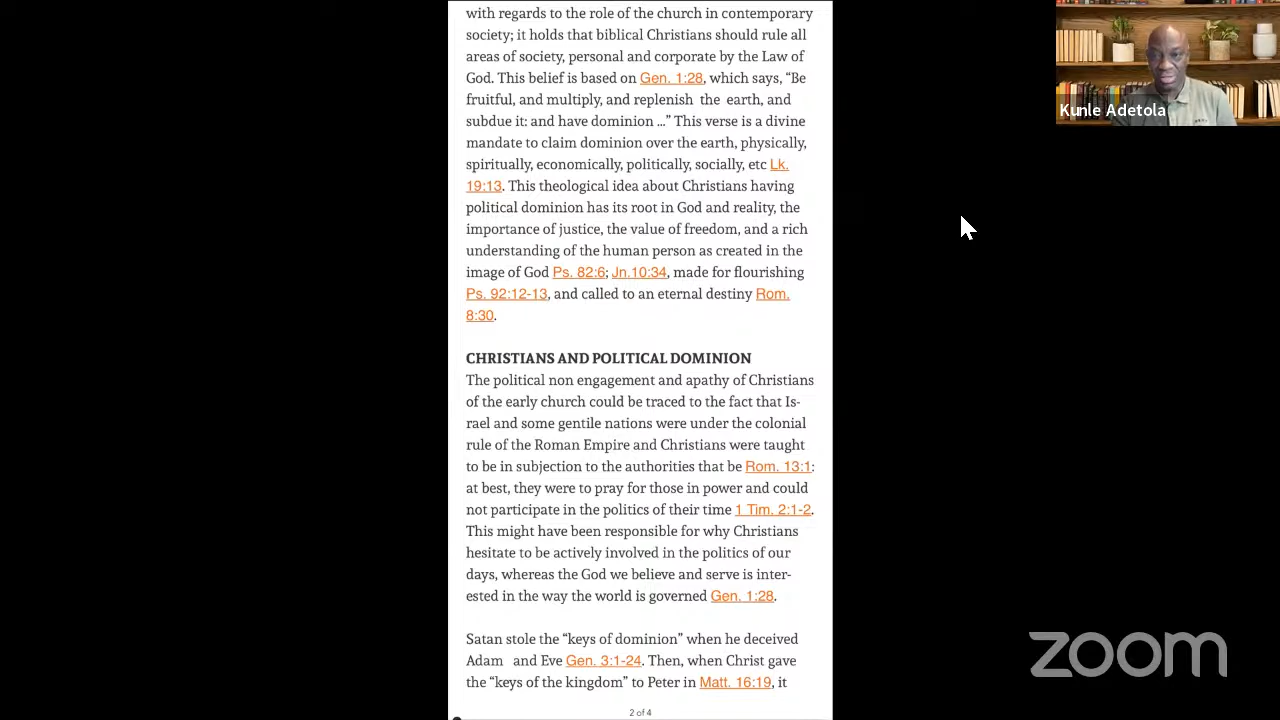 with regards to the role of the church in contemporary
society; it holds that biblical Christians should rule all
areas of society, personal and corporate by the Law of
God. This belief is based on Gen. 1:28, which says, “Be
fruitful, and multiply, and replenish the earth, and
subdue it: and have dominion ...” This verse is a divine
mandate to claim dominion over the earth, physically,
spiritually, economically, politically, socially, etc Lk.
19:13. This theological idea about Christians having
political dominion has its root in God and reality, the
importance of justice, the value of freedom, and a rich
understanding of the human person as created in the
image of God Ps. 82:6; Jn.10:34, made for flourishing
Ps. 92:12-13, and called to an eternal destiny Rom.
8:30.
CHRISTIANS AND POLITICAL DOMINION
The political non engagement and apathy of Christians
of the early church could be traced to the fact that Is-
rael and some gentile nations were under the colonial
rule of the Roman Empire and Christians were taught
to be in subjection to the authorities that be Rom. 13:1:
at best, they were to pray for those in power and could
not participate in the politics of their time 1 Tim. 2:1-2.
This might have been responsible for why Christians
hesitate to be actively involved in the politics of our
days, whereas the God we believe and serve is inter-
ested in the way the world is governed Gen. 1:28.
Satan stole the “keys of dominion” when he deceived
Adam and Eve Gen. 3:1-24. Then, when Christ gave
the “keys of the kingdom” to Peter in Matt. 16:19, it
2 of 4
Kunle Adetola
zoom